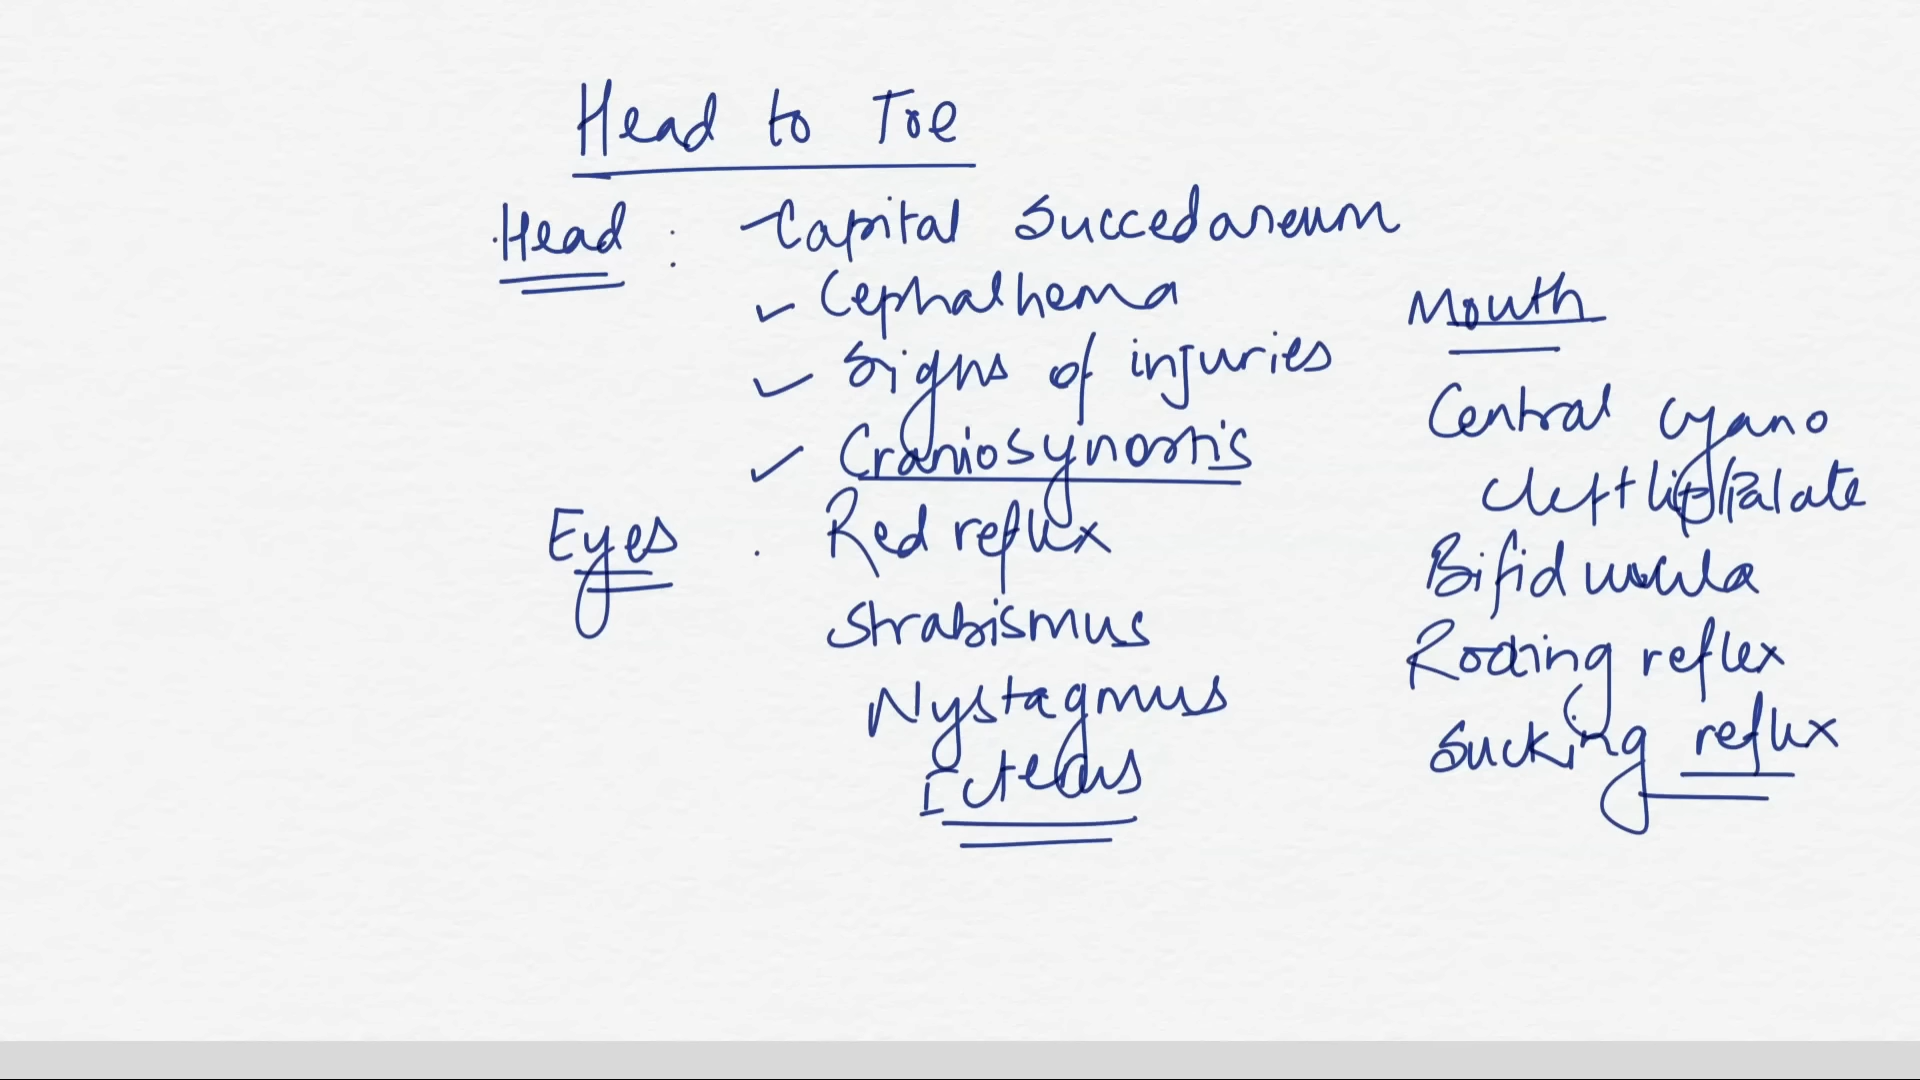 Head to Toe
Head : - Capital Succedaneum
✓ Cephalhema
✓ Signs of injuries
✓ Craniosynostis
Eyes . Red reflex
Strabismus
Nystagmus
Icterus
Mouth
Central cyano
cleft lip/Palate
Bifid uvula
Rooting reflex
Sucking reflex